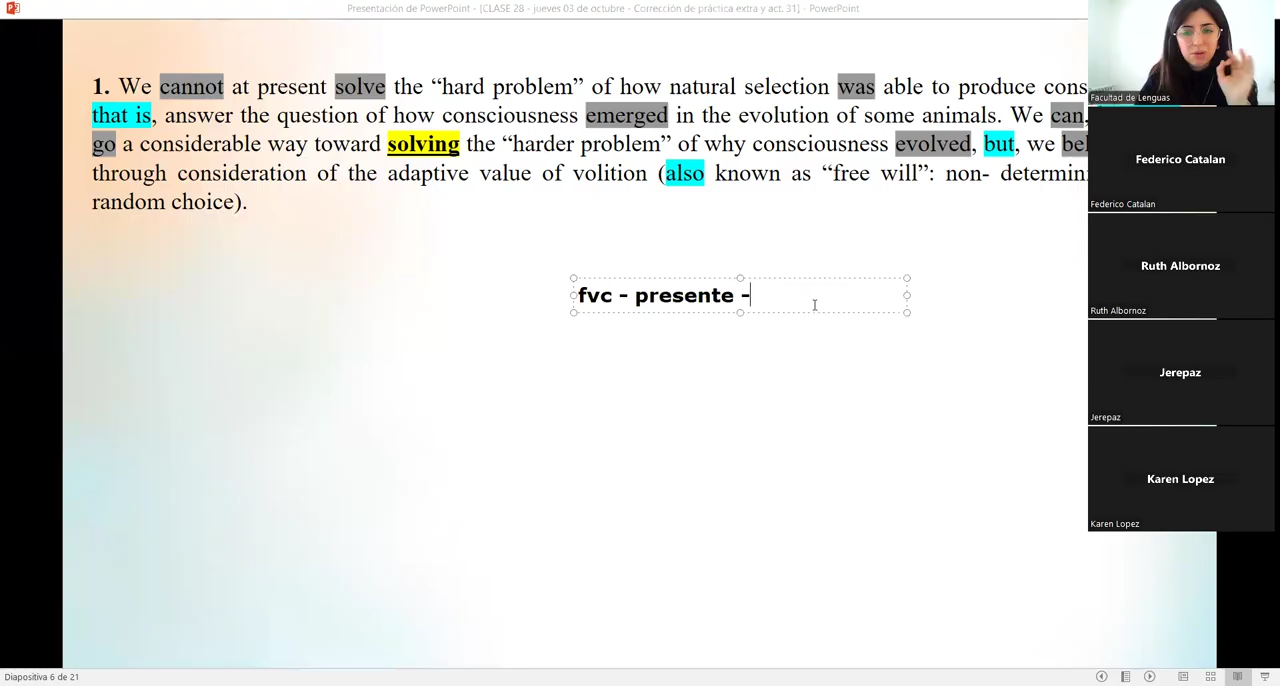 Presentación de PowerPoint - [CLASE 28 - jueves 03 de octubre - Corrección de práctica extra y act. 31] - PowerPoint
1. We cannot at present solve the “hard problem” of how natural selection was able to produce cons
that is, answer the question of how consciousness emerged in the evolution of some animals. We can,
go a considerable way toward solving the “harder problem” of why consciousness evolved, but, we bel
through consideration of the adaptive value of volition (also known as “free will”: non- determini
random choice).
fvc - presente -
Facultad de Lenguas
Federico Catalan
Federico Catalan
Ruth Albornoz
Ruth Albornoz
Jerepaz
Jerepaz
Karen Lopez
Karen Lopez
Diapositiva 6 de 21